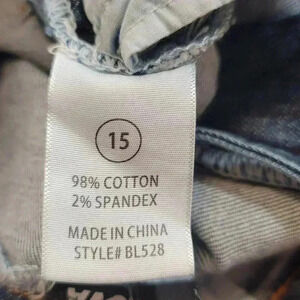 15
98% COTTON
2% SPANDEX
MADE IN CHINA
STYLE# BL528